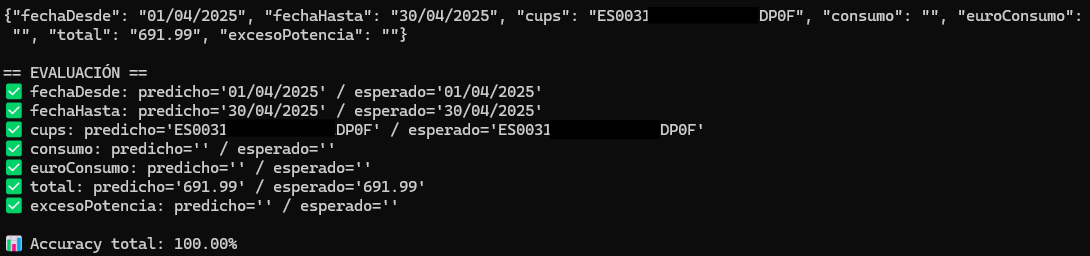 {"fechaDesde": "01/04/2025", "fechaHasta": "30/04/2025", "cups": "ES0031 DP0F", "consumo": "", "euroConsumo":
"", "total": "691.99", "excesoPotencia": ""}
== EVALUACIÓN ==
✅ fechaDesde: predicho='01/04/2025' / esperado='01/04/2025'
✅ fechaHasta: predicho='30/04/2025' / esperado='30/04/2025'
✅ cups: predicho='ES0031 DP0F' / esperado='ES0031 DP0F'
✅ consumo: predicho='' / esperado=''
✅ euroConsumo: predicho='' / esperado=''
✅ total: predicho='691.99' / esperado='691.99'
✅ excesoPotencia: predicho='' / esperado=''
📊 Accuracy total: 100.00%